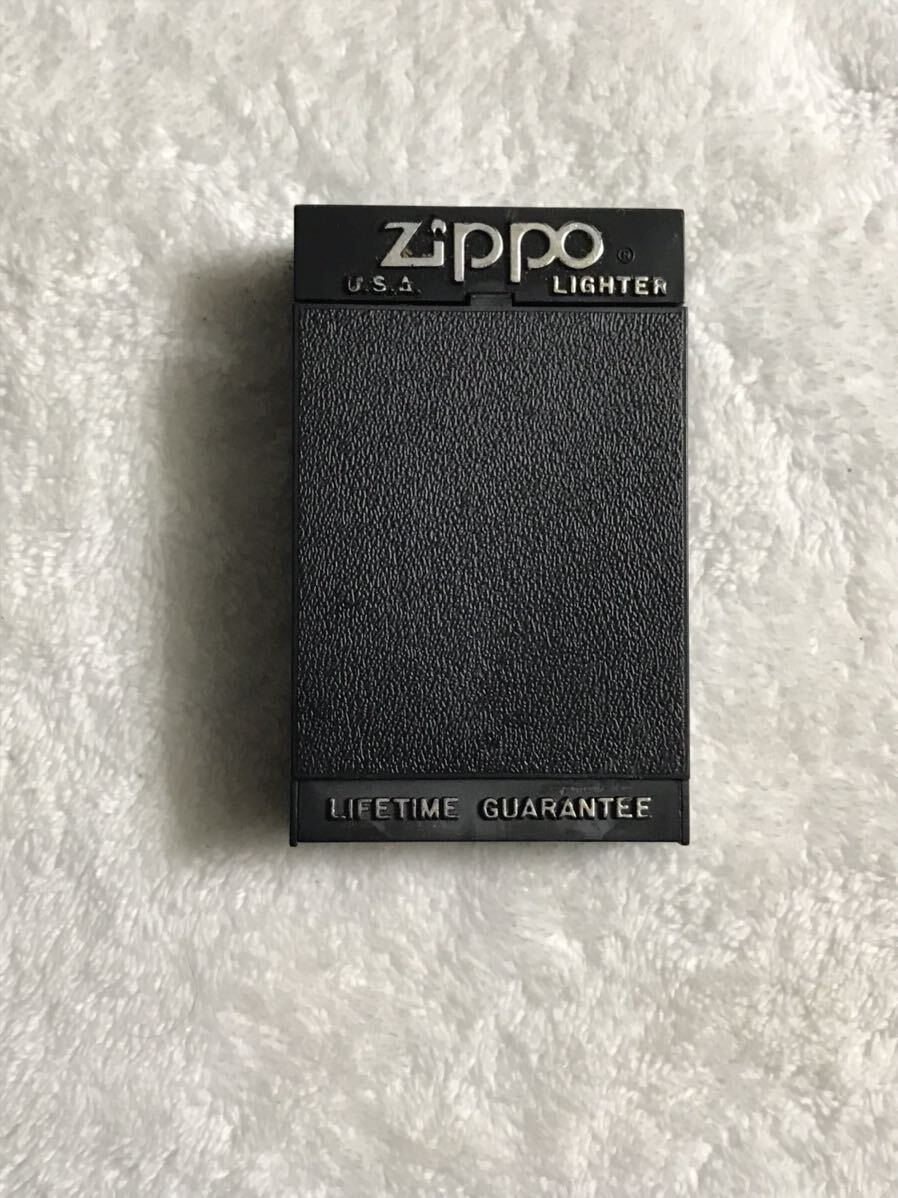 Zippo ®
U.S.A. LIGHTER
LIFETIME GUARANTEE